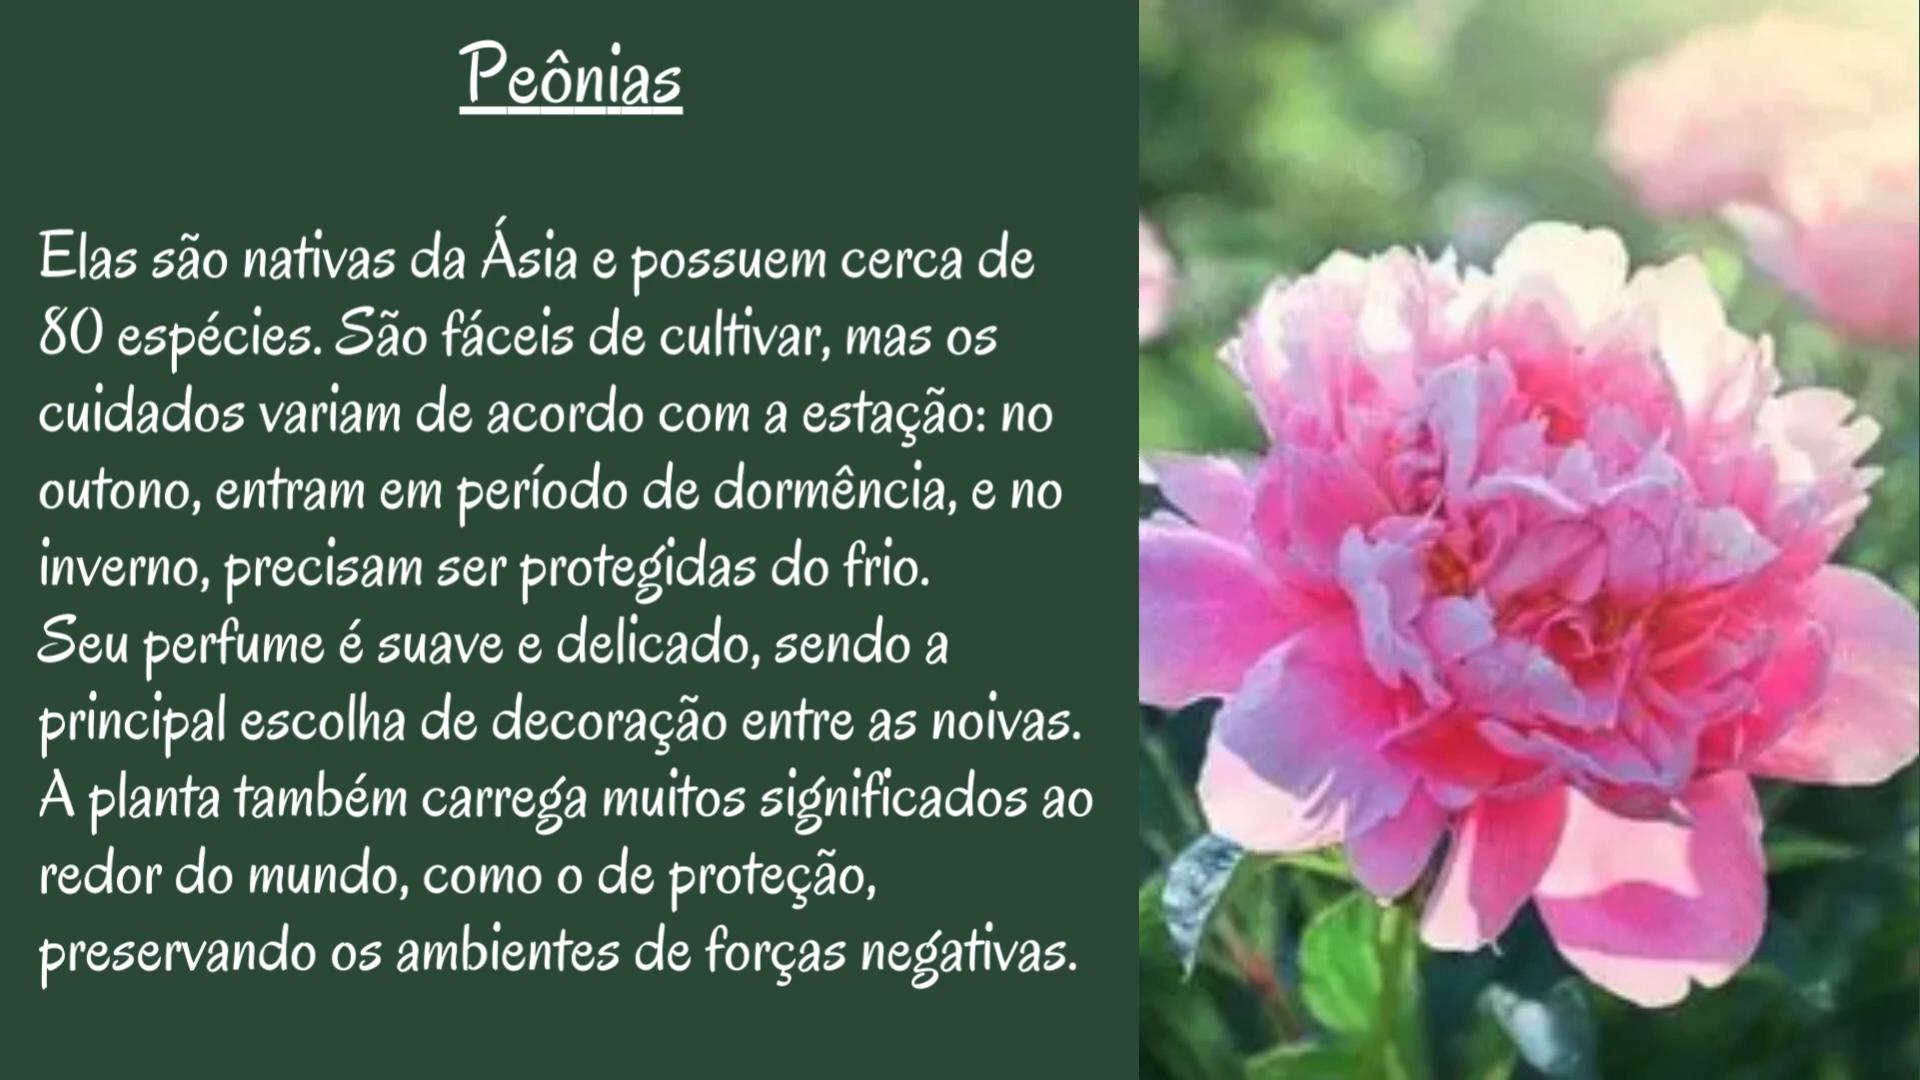 Peônias
Elas são nativas da Ásia e possuem cerca de
80 espécies. São fáceis de cultivar, mas os
cuidados variam de acordo com a estação: no
outono, entram em período de dormência, e no
inverno, precisam ser protegidas do frio.
Seu perfume é suave e delicado, sendo a
principal escolha de decoração entre as noivas.
A planta também carrega muitos significados ao
redor do mundo, como o de proteção,
preservando os ambientes de forças negativas.